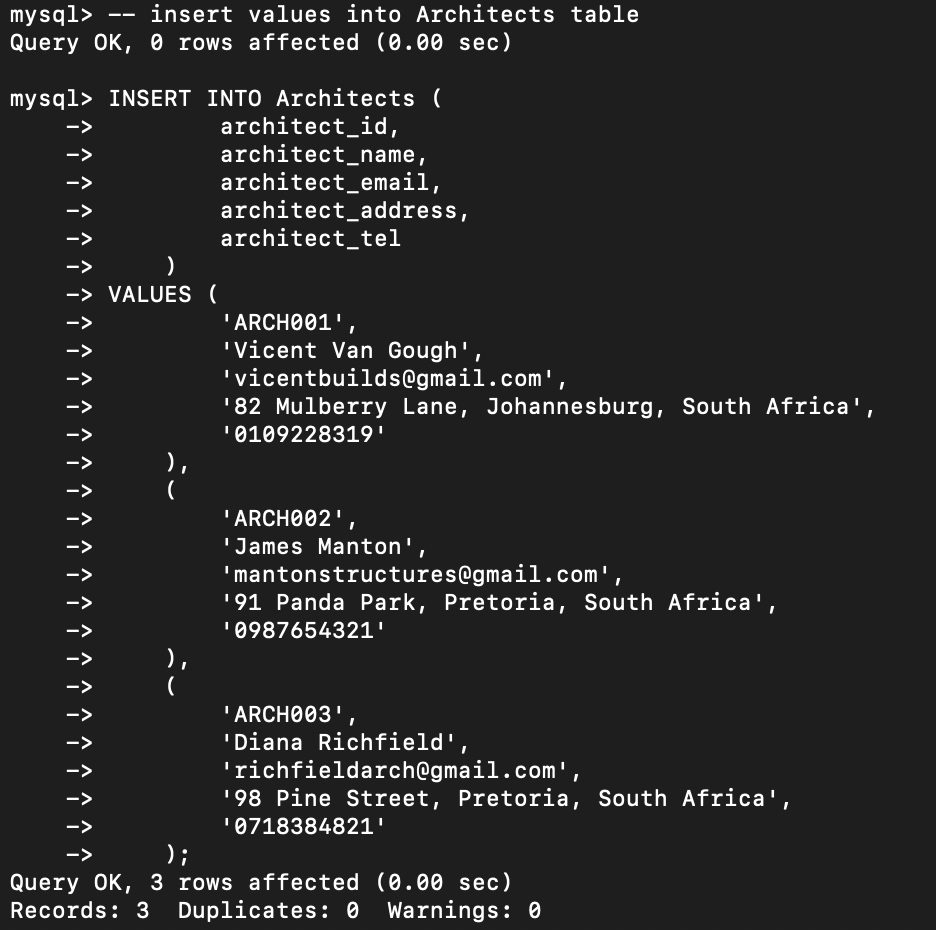 mysql> -- insert values into Architects table
Query OK, 0 rows affected (0.00 sec)
mysql> INSERT INTO Architects (
-> architect_id,
-> architect_name,
-> architect_email,
-> architect_address,
-> architect_tel
-> )
-> VALUES (
-> 'ARCH001',
-> 'Vicent Van Gough',
-> 'vicentbuilds@gmail.com',
-> '82 Mulberry Lane, Johannesburg, South Africa',
-> '0109228319'
-> ),
-> (
-> 'ARCH002',
-> 'James Manton',
-> 'mantonstructures@gmail.com',
-> '91 Panda Park, Pretoria, South Africa',
-> '0987654321'
-> ),
-> (
-> 'ARCH003',
-> 'Diana Richfield',
-> 'richfieldarch@gmail.com',
-> '98 Pine Street, Pretoria, South Africa',
-> '0718384821'
-> );
Query OK, 3 rows affected (0.00 sec)
Records: 3  Duplicates: 0  Warnings: 0